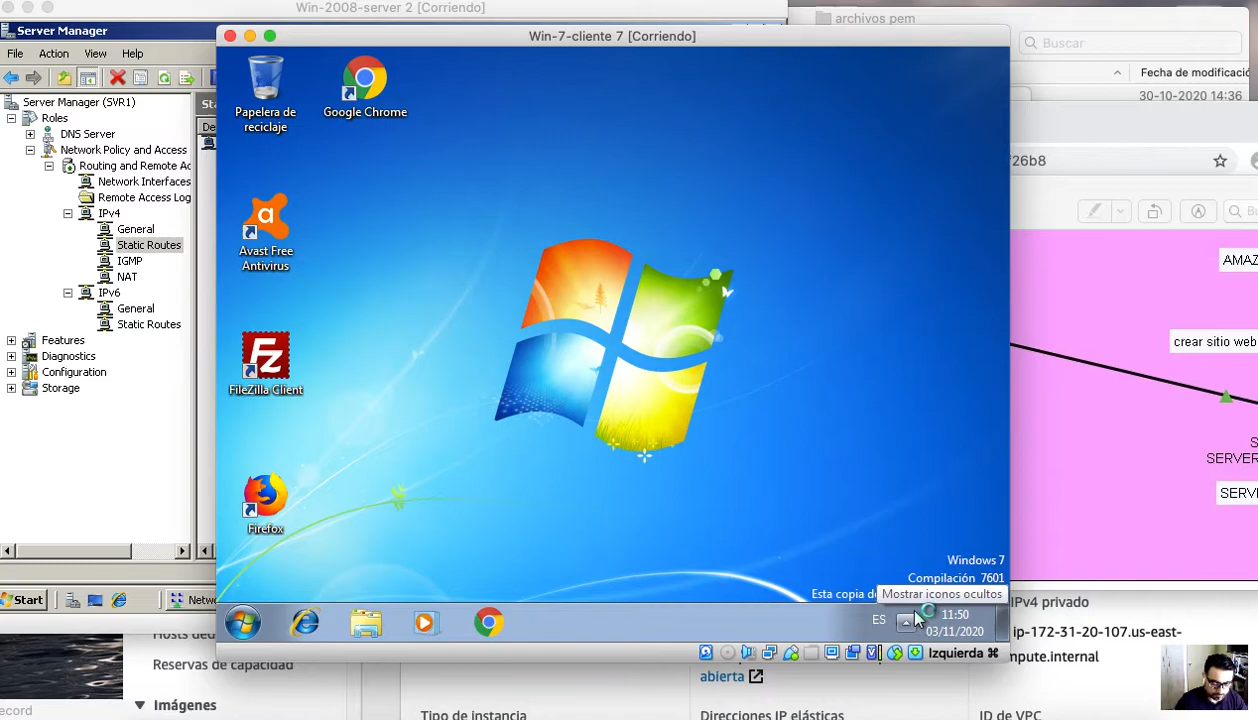 Win-2008-server 2 [Corriendo]
Server Manager
File Action View Help
Server Manager (SVR1)
Roles
DNS Server
Network Policy and Access
Routing and Remote Ac
Network Interfaces
Remote Access Log
IPv4
General
Static Routes
IGMP
NAT
IPv6
General
Static Routes
Features
Diagnostics
Configuration
Storage
Sta
De
Start
Netwo
Win-7-cliente 7 [Corriendo]
Papelera de
reciclaje
Google Chrome
Avast Free
Antivirus
FileZilla Client
Firefox
Windows 7
Compilación 7601
Esta copia de
Mostrar iconos ocultos
ES
11:50
03/11/2020
Izquierda ⌘
archivos pem
Buscar
Fecha de modificació
30-10-2020 14:36
f26b8
Bu
AMAZ
crear sitio web
S
SERVER
SERV
IPv4 privado
ip-172-31-20-107.us-east-
mpute.internal
Reservas de capacidad
Imágenes
ecord
abierta
Tipo de instancia
Direcciones IP elásticas
ID de VPC